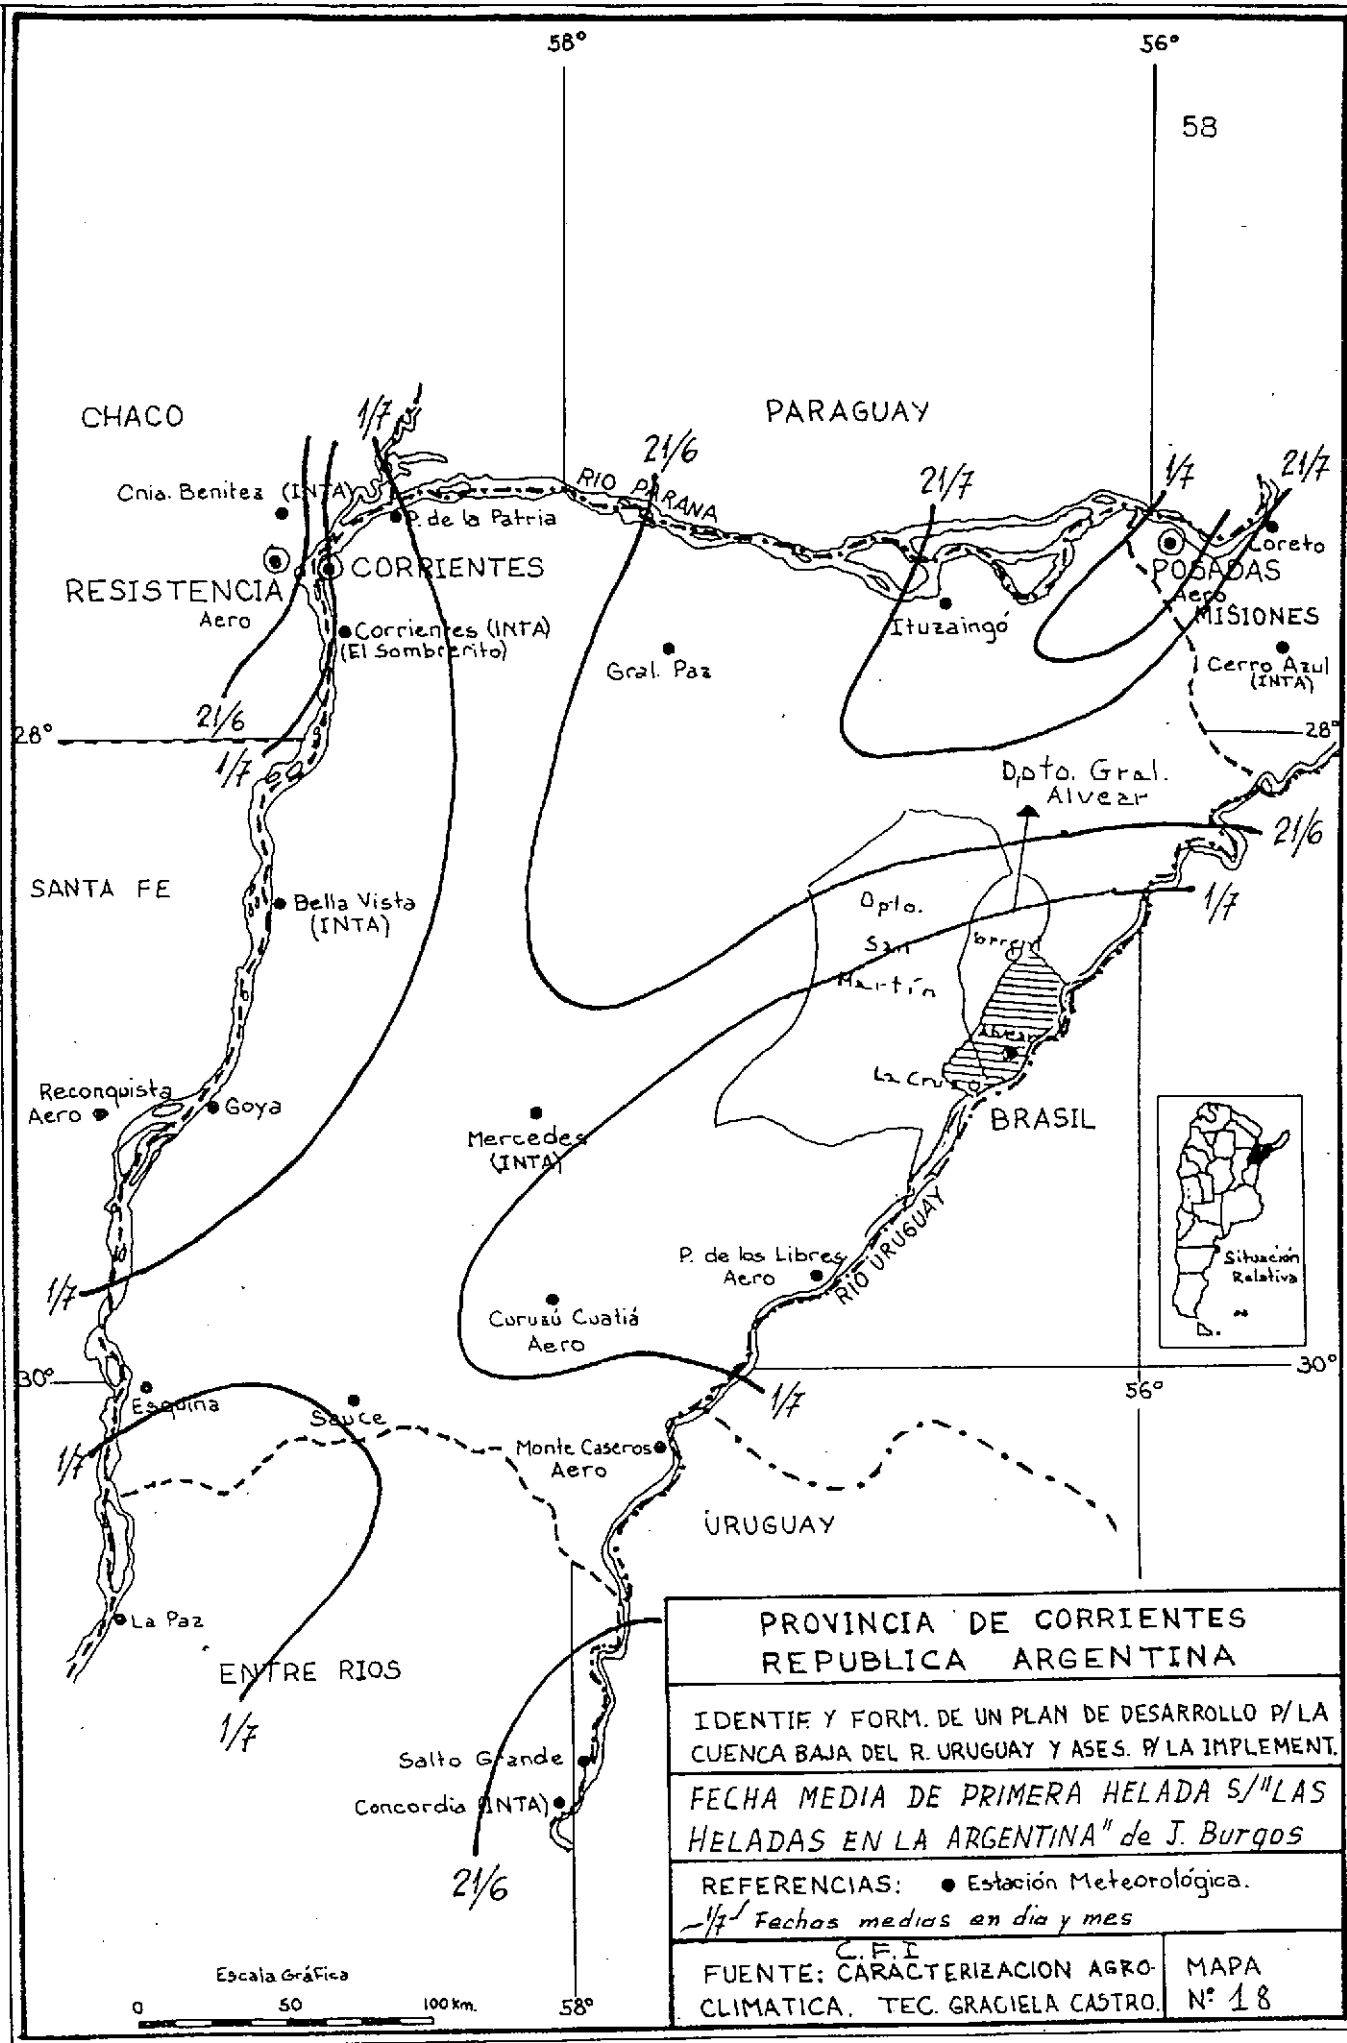 58°
56°
58
CHACO
1/7
PARAGUAY
21/6
21/7
1/7
21/7
Cnia. Benitez (INTA)
RIO PARANA
P. de la Patria
Loreto
RESISTENCIA
Aero
CORRIENTES
POSADAS
Aero
MISIONES
Corrientes (INTA)
(El Sombrerito)
Gral. Paz
Ituzaingó
Cerro Azul
(INTA)
21/6
28°
28°
1/7
Dpto. Gral.
Alvear
21/6
SANTA FE
Bella Vista
(INTA)
Dpto.
San
Martín
1/7
Alvear
La Cruz
Reconquista
Aero
Goya
Mercedes
(INTA)
BRASIL
P. de los Libres
Aero
RIO URUGUAY
Situación
Relativa
1/7
Curuzú Cuatiá
Aero
30°
30°
56°
Esquina
Sauce
1/7
1/7
Monte Caseros
Aero
URUGUAY
La Paz
ENTRE RIOS
1/7
Salto Grande
Concordia (INTA)
21/6
PROVINCIA DE CORRIENTES
REPUBLICA ARGENTINA
IDENTIF. Y FORM. DE UN PLAN DE DESARROLLO P/ LA
CUENCA BAJA DEL R. URUGUAY Y ASES. P/ LA IMPLEMENT.
FECHA MEDIA DE PRIMERA HELADA S/"LAS
HELADAS EN LA ARGENTINA" de J. Burgos
REFERENCIAS: ● Estación Meteorológica.
1/7 Fechas medias en dia y mes
C.F.I
FUENTE: CARACTERIZACION AGRO-
CLIMATICA. TEC. GRACIELA CASTRO.
MAPA
N° 18
Escala Gráfica
0 50 100 km.
58°